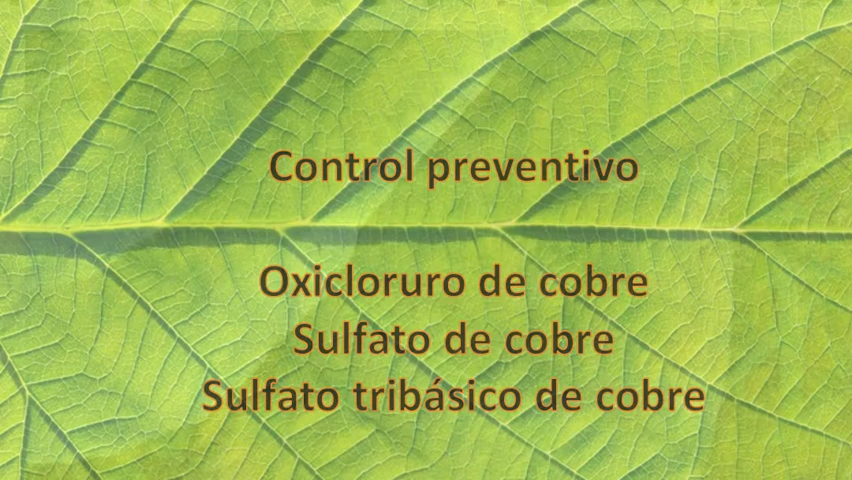 Control preventivo
Oxicloruro de cobre
Sulfato de cobre
Sulfato tribásico de cobre